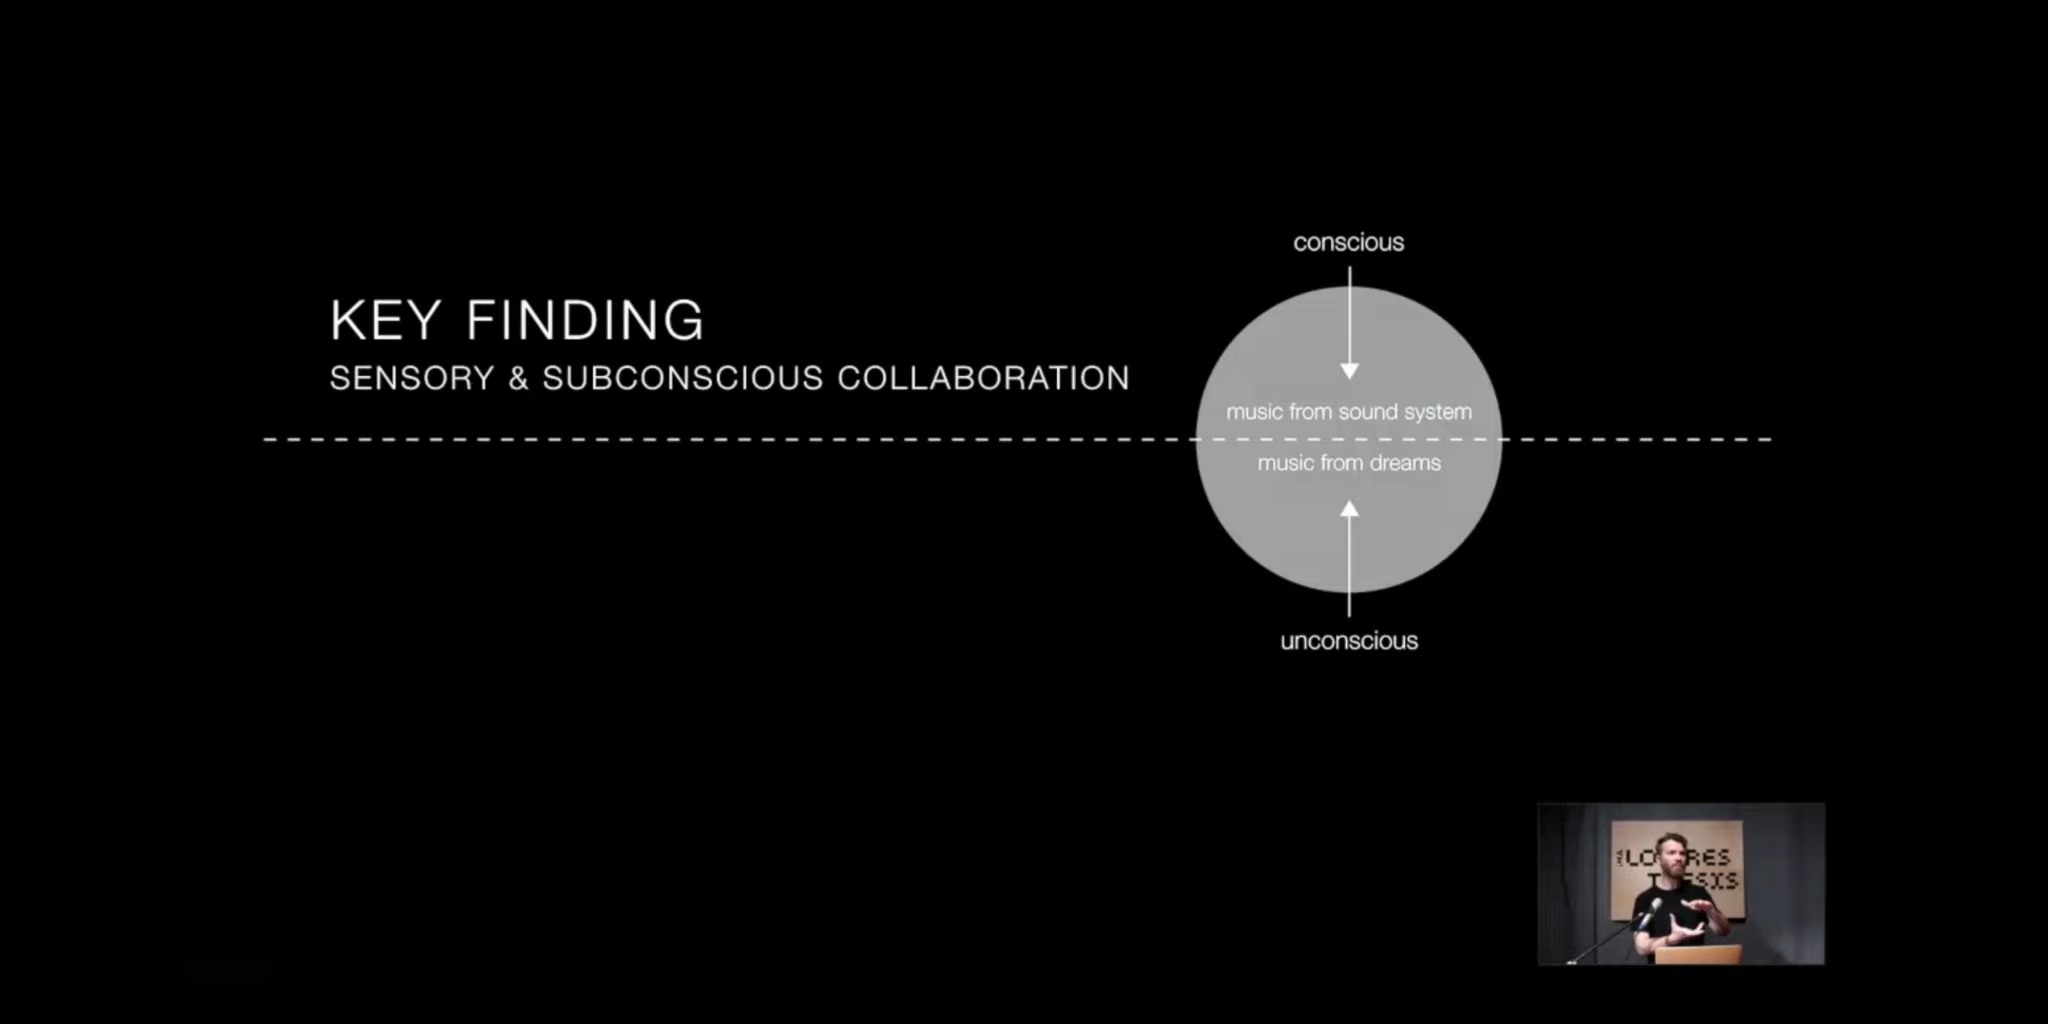 KEY FINDING
SENSORY & SUBCONSCIOUS COLLABORATION
conscious
music from sound system
music from dreams
unconscious